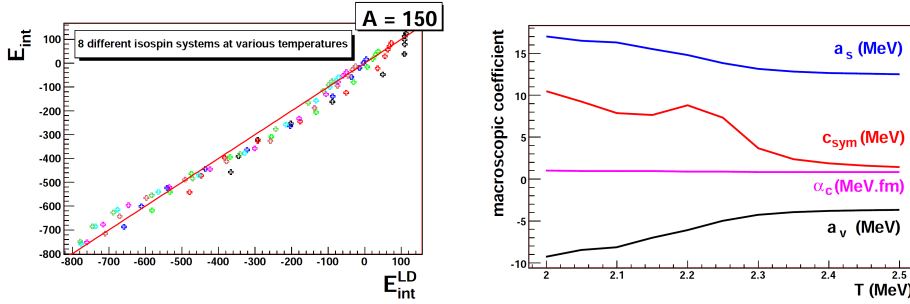 A = 150
8 different isospin systems at various temperatures
E_int
100
0
-100
-200
-300
-400
-500
-600
-700
-800
-800 -700 -600 -500 -400 -300 -200 -100 0 100
E_int^LD
macroscopic coefficient
15
10
5
0
-5
-10
a_s (MeV)
c_sym (MeV)
α_c (MeV.fm)
a_v (MeV)
2 2.1 2.2 2.3 2.4 2.5
T (MeV)